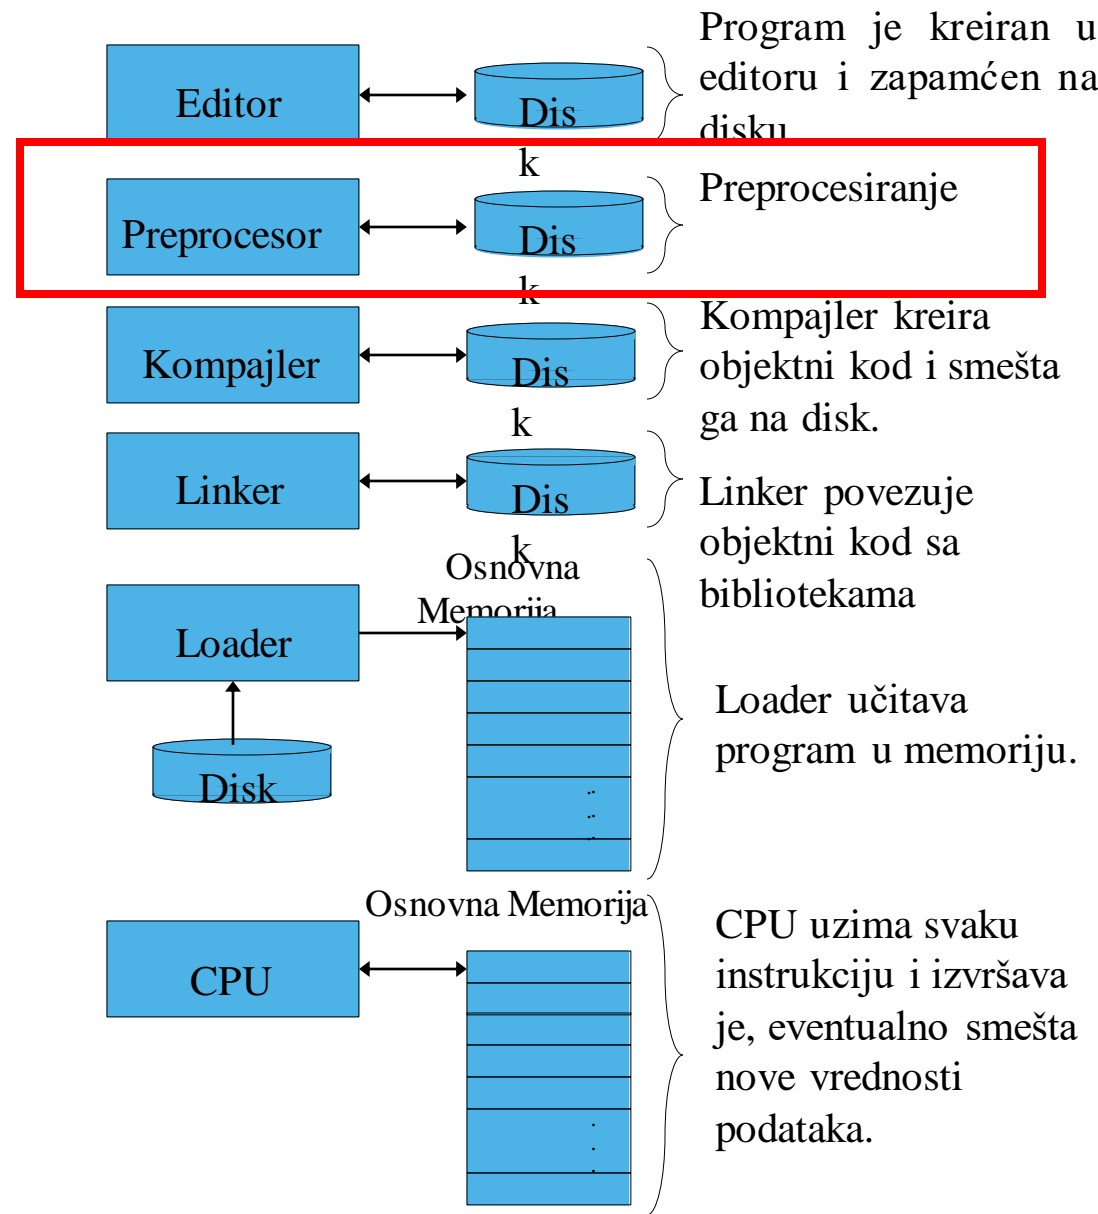 Program je kreiran u
editoru i zapamćen na
disku
Editor
Dis
k
Preprocesiranje
Preprocesor
Dis
k
Kompajler kreira
objektni kod i smešta
ga na disk.
Kompajler
Dis
k
Linker
Dis
k
Linker povezuje
objektni kod sa
bibliotekama
Osnovna
Memorija
Loader
Disk
Loader učitava
program u memoriju.
Osnovna Memorija
CPU
CPU uzima svaku
instrukciju i izvršava
je, eventualno smešta
nove vrednosti
podataka.